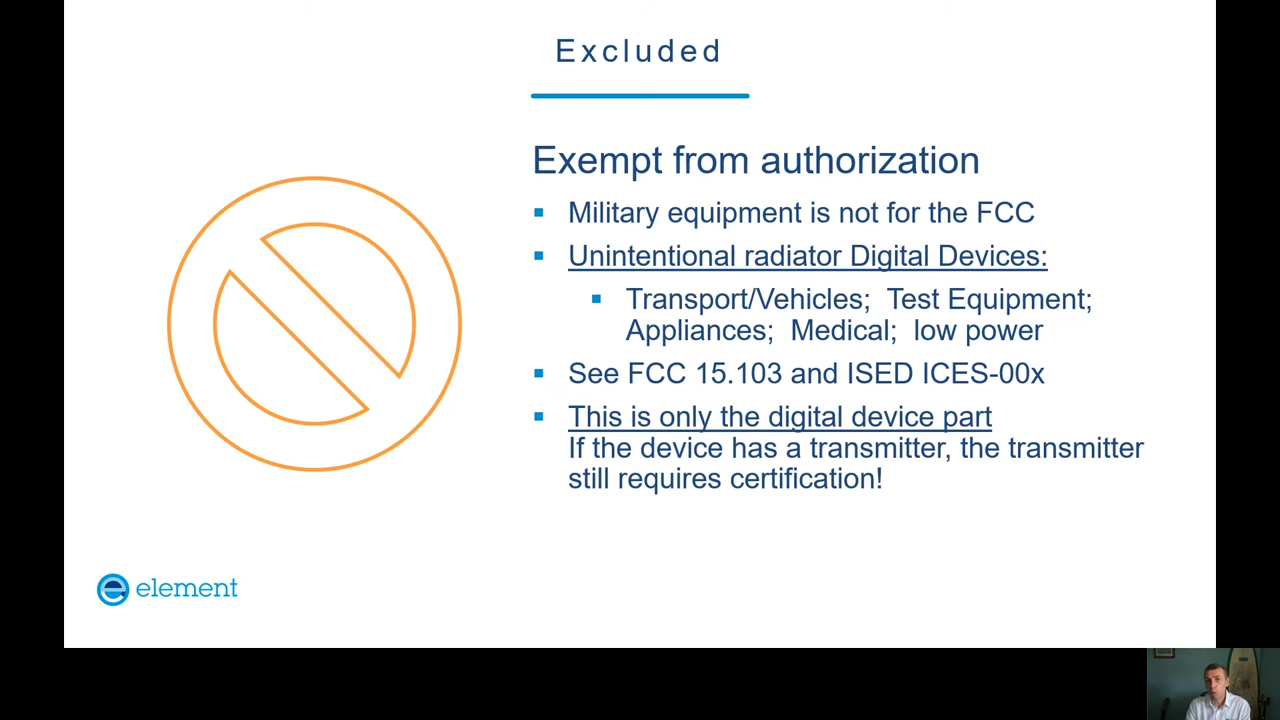 Excluded
Exempt from authorization
Military equipment is not for the FCC
Unintentional radiator Digital Devices:
Transport/Vehicles; Test Equipment;
Appliances; Medical; low power
See FCC 15.103 and ISED ICES-00x
This is only the digital device part
If the device has a transmitter, the transmitter
still requires certification!
element